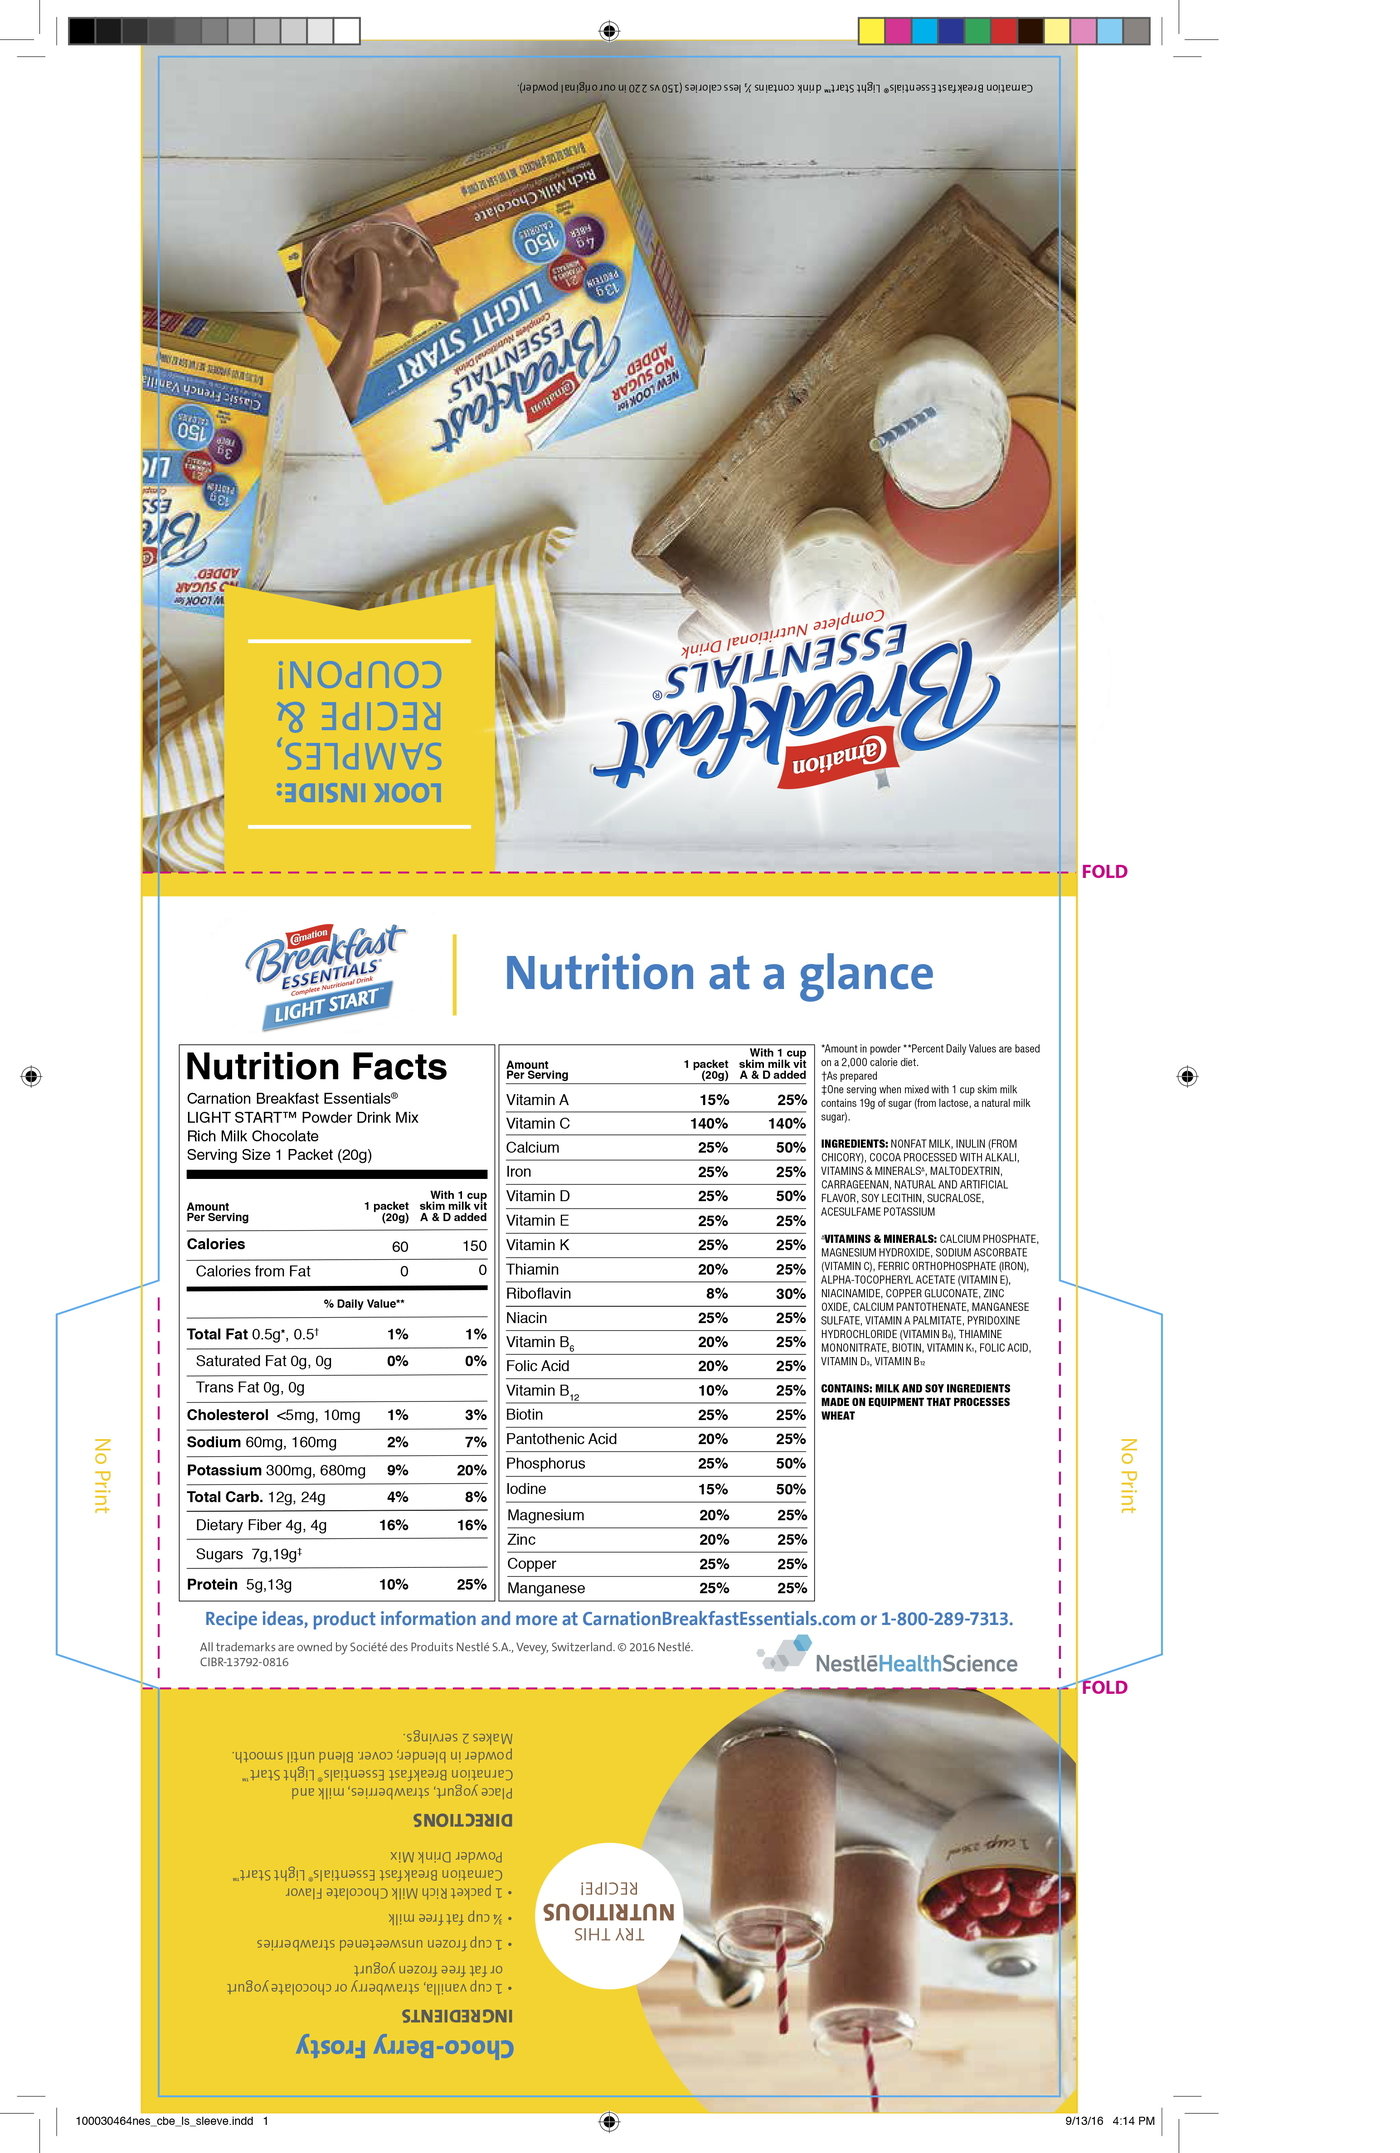 Carnation Breakfast Essentials® Light Start™ drink contains ⅓ less calories (150 vs 220 in our original powder).
NEW LOOK for
NO SUGAR
ADDED*
Carnation
Breakfast
ESSENTIALS®
Complete Nutritional Drink
LIGHT START™
13g
PROTEIN
21
VITAMINS &
MINERALS
4g
FIBER
150
CALORIES
Rich Milk Chocolate
NEW LOOK for
NO SUGAR
ADDED*
Breakfast
ESSENTIALS
LIGHT
13g
PROTEIN
21
VITAMINS &
MINERALS
3g
FIBER
150
CALORIES
Classic French Vanilla
Carnation
Breakfast
ESSENTIALS®
Complete Nutritional Drink
LOOK INSIDE:
SAMPLES,
RECIPE &
COUPON!
FOLD
Carnation
Breakfast
ESSENTIALS®
Complete Nutritional Drink
LIGHT START™
Nutrition at a glance
Nutrition Facts
Carnation Breakfast Essentials®
LIGHT START™ Powder Drink Mix
Rich Milk Chocolate
Serving Size 1 Packet (20g)
Amount Per Serving 1 packet (20g) With 1 cup skim milk vit A & D added
Calories 60 150
Calories from Fat 0 0
% Daily Value**
Total Fat 0.5g*, 0.5† 1% 1%
Saturated Fat 0g, 0g 0% 0%
Trans Fat 0g, 0g
Cholesterol <5mg, 10mg 1% 3%
Sodium 60mg, 160mg 2% 7%
Potassium 300mg, 680mg 9% 20%
Total Carb. 12g, 24g 4% 8%
Dietary Fiber 4g, 4g 16% 16%
Sugars 7g,19g‡
Protein 5g,13g 10% 25%
Amount Per Serving 1 packet (20g) With 1 cup skim milk vit A & D added
Vitamin A 15% 25%
Vitamin C 140% 140%
Calcium 25% 50%
Iron 25% 25%
Vitamin D 25% 50%
Vitamin E 25% 25%
Vitamin K 25% 25%
Thiamin 20% 25%
Riboflavin 8% 30%
Niacin 25% 25%
Vitamin B6 20% 25%
Folic Acid 20% 25%
Vitamin B12 10% 25%
Biotin 25% 25%
Pantothenic Acid 20% 25%
Phosphorus 25% 50%
Iodine 15% 50%
Magnesium 20% 25%
Zinc 20% 25%
Copper 25% 25%
Manganese 25% 25%
*Amount in powder **Percent Daily Values are based
on a 2,000 calorie diet.
†As prepared
‡One serving when mixed with 1 cup skim milk
contains 19g of sugar (from lactose, a natural milk
sugar).
INGREDIENTS: NONFAT MILK, INULIN (FROM
CHICORY), COCOA PROCESSED WITH ALKALI,
VITAMINS & MINERALSᵃ, MALTODEXTRIN,
CARRAGEENAN, NATURAL AND ARTIFICIAL
FLAVOR, SOY LECITHIN, SUCRALOSE,
ACESULFAME POTASSIUM
ᵃVITAMINS & MINERALS: CALCIUM PHOSPHATE,
MAGNESIUM HYDROXIDE, SODIUM ASCORBATE
(VITAMIN C), FERRIC ORTHOPHOSPHATE (IRON),
ALPHA-TOCOPHERYL ACETATE (VITAMIN E),
NIACINAMIDE, COPPER GLUCONATE, ZINC
OXIDE, CALCIUM PANTOTHENATE, MANGANESE
SULFATE, VITAMIN A PALMITATE, PYRIDOXINE
HYDROCHLORIDE (VITAMIN B₆), THIAMINE
MONONITRATE, BIOTIN, VITAMIN K₁, FOLIC ACID,
VITAMIN D₃, VITAMIN B₁₂
CONTAINS: MILK AND SOY INGREDIENTS
MADE ON EQUIPMENT THAT PROCESSES
WHEAT
No Print
No Print
Recipe ideas, product information and more at CarnationBreakfastEssentials.com or 1-800-289-7313.
All trademarks are owned by Société des Produits Nestlé S.A., Vevey, Switzerland. © 2016 Nestlé.
CIBR-13792-0816
NestléHealthScience
FOLD
Choco-Berry Frosty
INGREDIENTS
• 1 cup vanilla, strawberry or chocolate yogurt
or fat free frozen yogurt
• 1 cup frozen unsweetened strawberries
• ¾ cup fat free milk
• 1 packet Rich Milk Chocolate Flavor
Carnation Breakfast Essentials® Light Start™
Powder Drink Mix
DIRECTIONS
Place yogurt, strawberries, milk and
Carnation Breakfast Essentials® Light Start™
powder in blender; cover. Blend until smooth.
Makes 2 servings.
TRY THIS
NUTRITIOUS
RECIPE!
1 cup 236ml
100030464nes_cbe_ls_sleeve.indd 1
9/13/16 4:14 PM